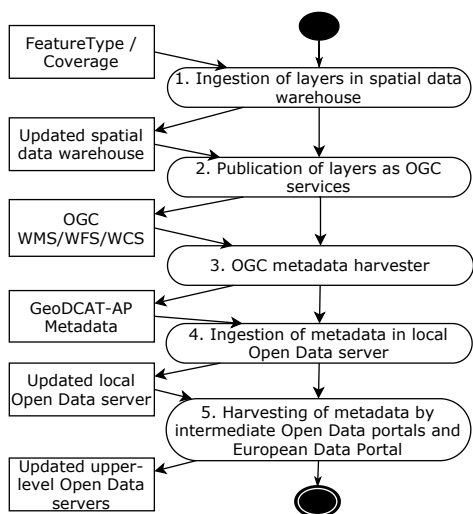 FeatureType /
Coverage
1. Ingestion of layers in spatial data
warehouse
Updated spatial
data warehouse
2. Publication of layers as OGC
services
OGC
WMS/WFS/WCS
3. OGC metadata harvester
GeoDCAT-AP
Metadata
4. Ingestion of metadata in local
Open Data server
Updated local
Open Data server
5. Harvesting of metadata by
intermediate Open Data portals and
European Data Portal
Updated upper-
level Open Data
servers